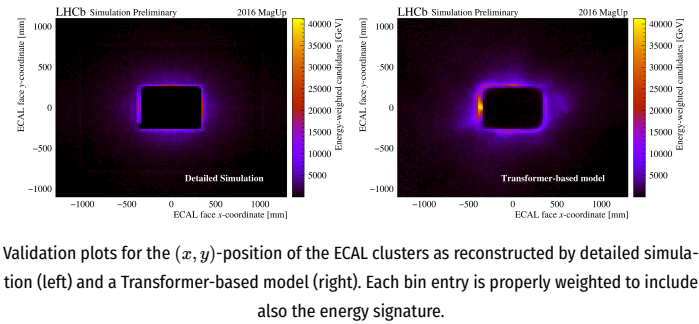 LHCb Simulation Preliminary 2016 MagUp
1000
500
0
−500
−1000
ECAL face y-coordinate [mm]
−1000 −500 0 500 1000
ECAL face x-coordinate [mm]
Detailed Simulation
40000
35000
30000
25000
20000
15000
10000
5000
Energy-weighted candidates [GeV]
LHCb Simulation Preliminary 2016 MagUp
1000
500
0
−500
−1000
ECAL face y-coordinate [mm]
−1000 −500 0 500 1000
ECAL face x-coordinate [mm]
Transformer-based model
40000
35000
30000
25000
20000
15000
10000
5000
Energy-weighted candidates [GeV]
Validation plots for the (x, y)-position of the ECAL clusters as reconstructed by detailed simula-
tion (left) and a Transformer-based model (right). Each bin entry is properly weighted to include
also the energy signature.